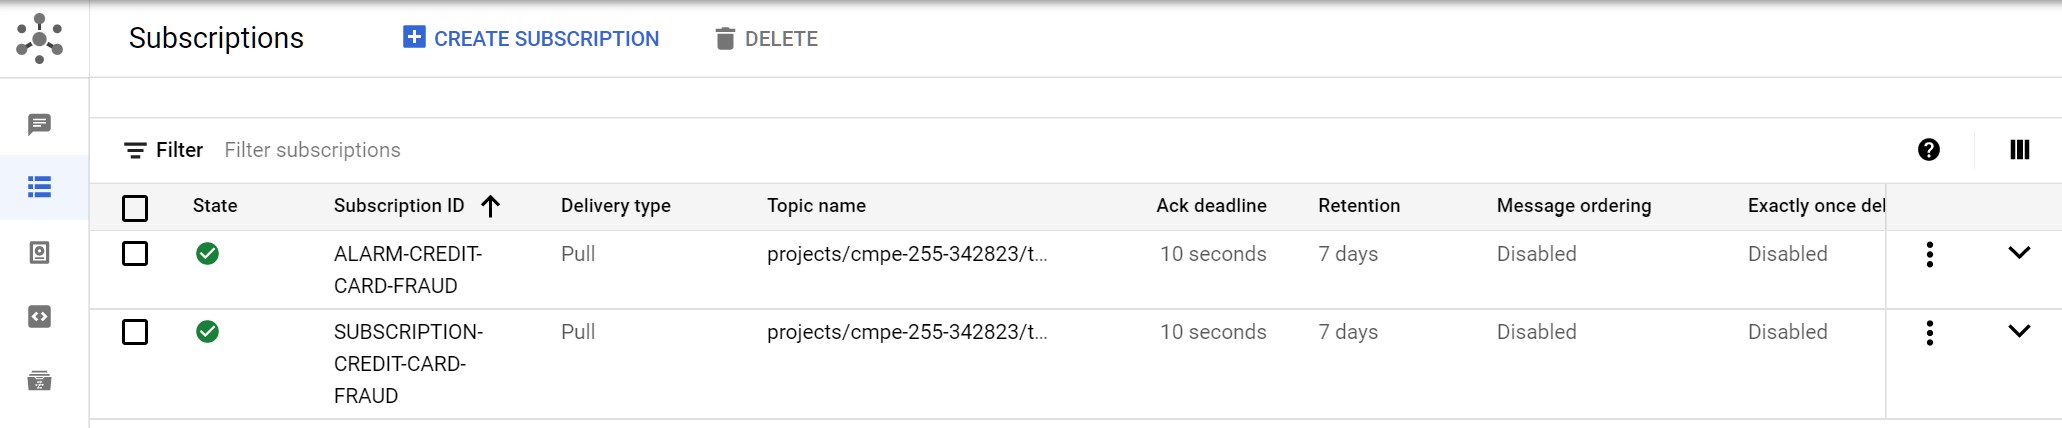 Subscriptions CREATE SUBSCRIPTION DELETE
Filter Filter subscriptions
State Subscription ID Delivery type Topic name Ack deadline Retention Message ordering Exactly once del
ALARM-CREDIT- Pull projects/cmpe-255-342823/t... 10 seconds 7 days Disabled Disabled
CARD-FRAUD
SUBSCRIPTION- Pull projects/cmpe-255-342823/t... 10 seconds 7 days Disabled Disabled
CREDIT-CARD-
FRAUD